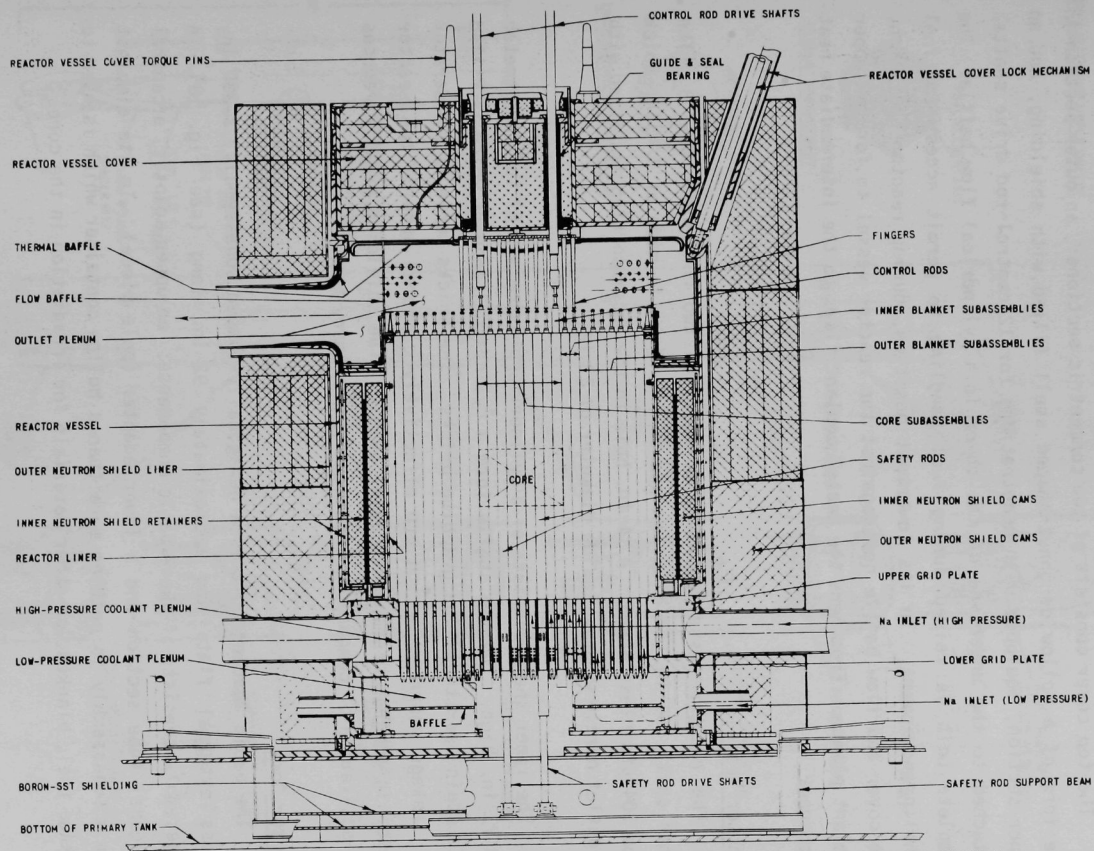 CONTROL ROD DRIVE SHAFTS
REACTOR VESSEL COVER TORQUE PINS
GUIDE & SEAL
BEARING
REACTOR VESSEL COVER LOCK MECHANISM
REACTOR VESSEL COVER
THERMAL BAFFLE
FLOW BAFFLE
OUTLET PLENUM
REACTOR VESSEL
OUTER NEUTRON SHIELD LINER
INNER NEUTRON SHIELD RETAINERS
REACTOR LINER
HIGH-PRESSURE COOLANT PLENUM
LOW-PRESSURE COOLANT PLENUM
BORON-SST SHIELDING
BOTTOM OF PRIMARY TANK
CORE
BAFFLE
SAFETY ROD DRIVE SHAFTS
FINGERS
CONTROL RODS
INNER BLANKET SUBASSEMBLIES
OUTER BLANKET SUBASSEMBLIES
CORE SUBASSEMBLIES
SAFETY RODS
INNER NEUTRON SHIELD CANS
OUTER NEUTRON SHIELD CANS
UPPER GRID PLATE
Na INLET (HIGH PRESSURE)
LOWER GRID PLATE
Na INLET (LOW PRESSURE)
SAFETY ROD SUPPORT BEAM